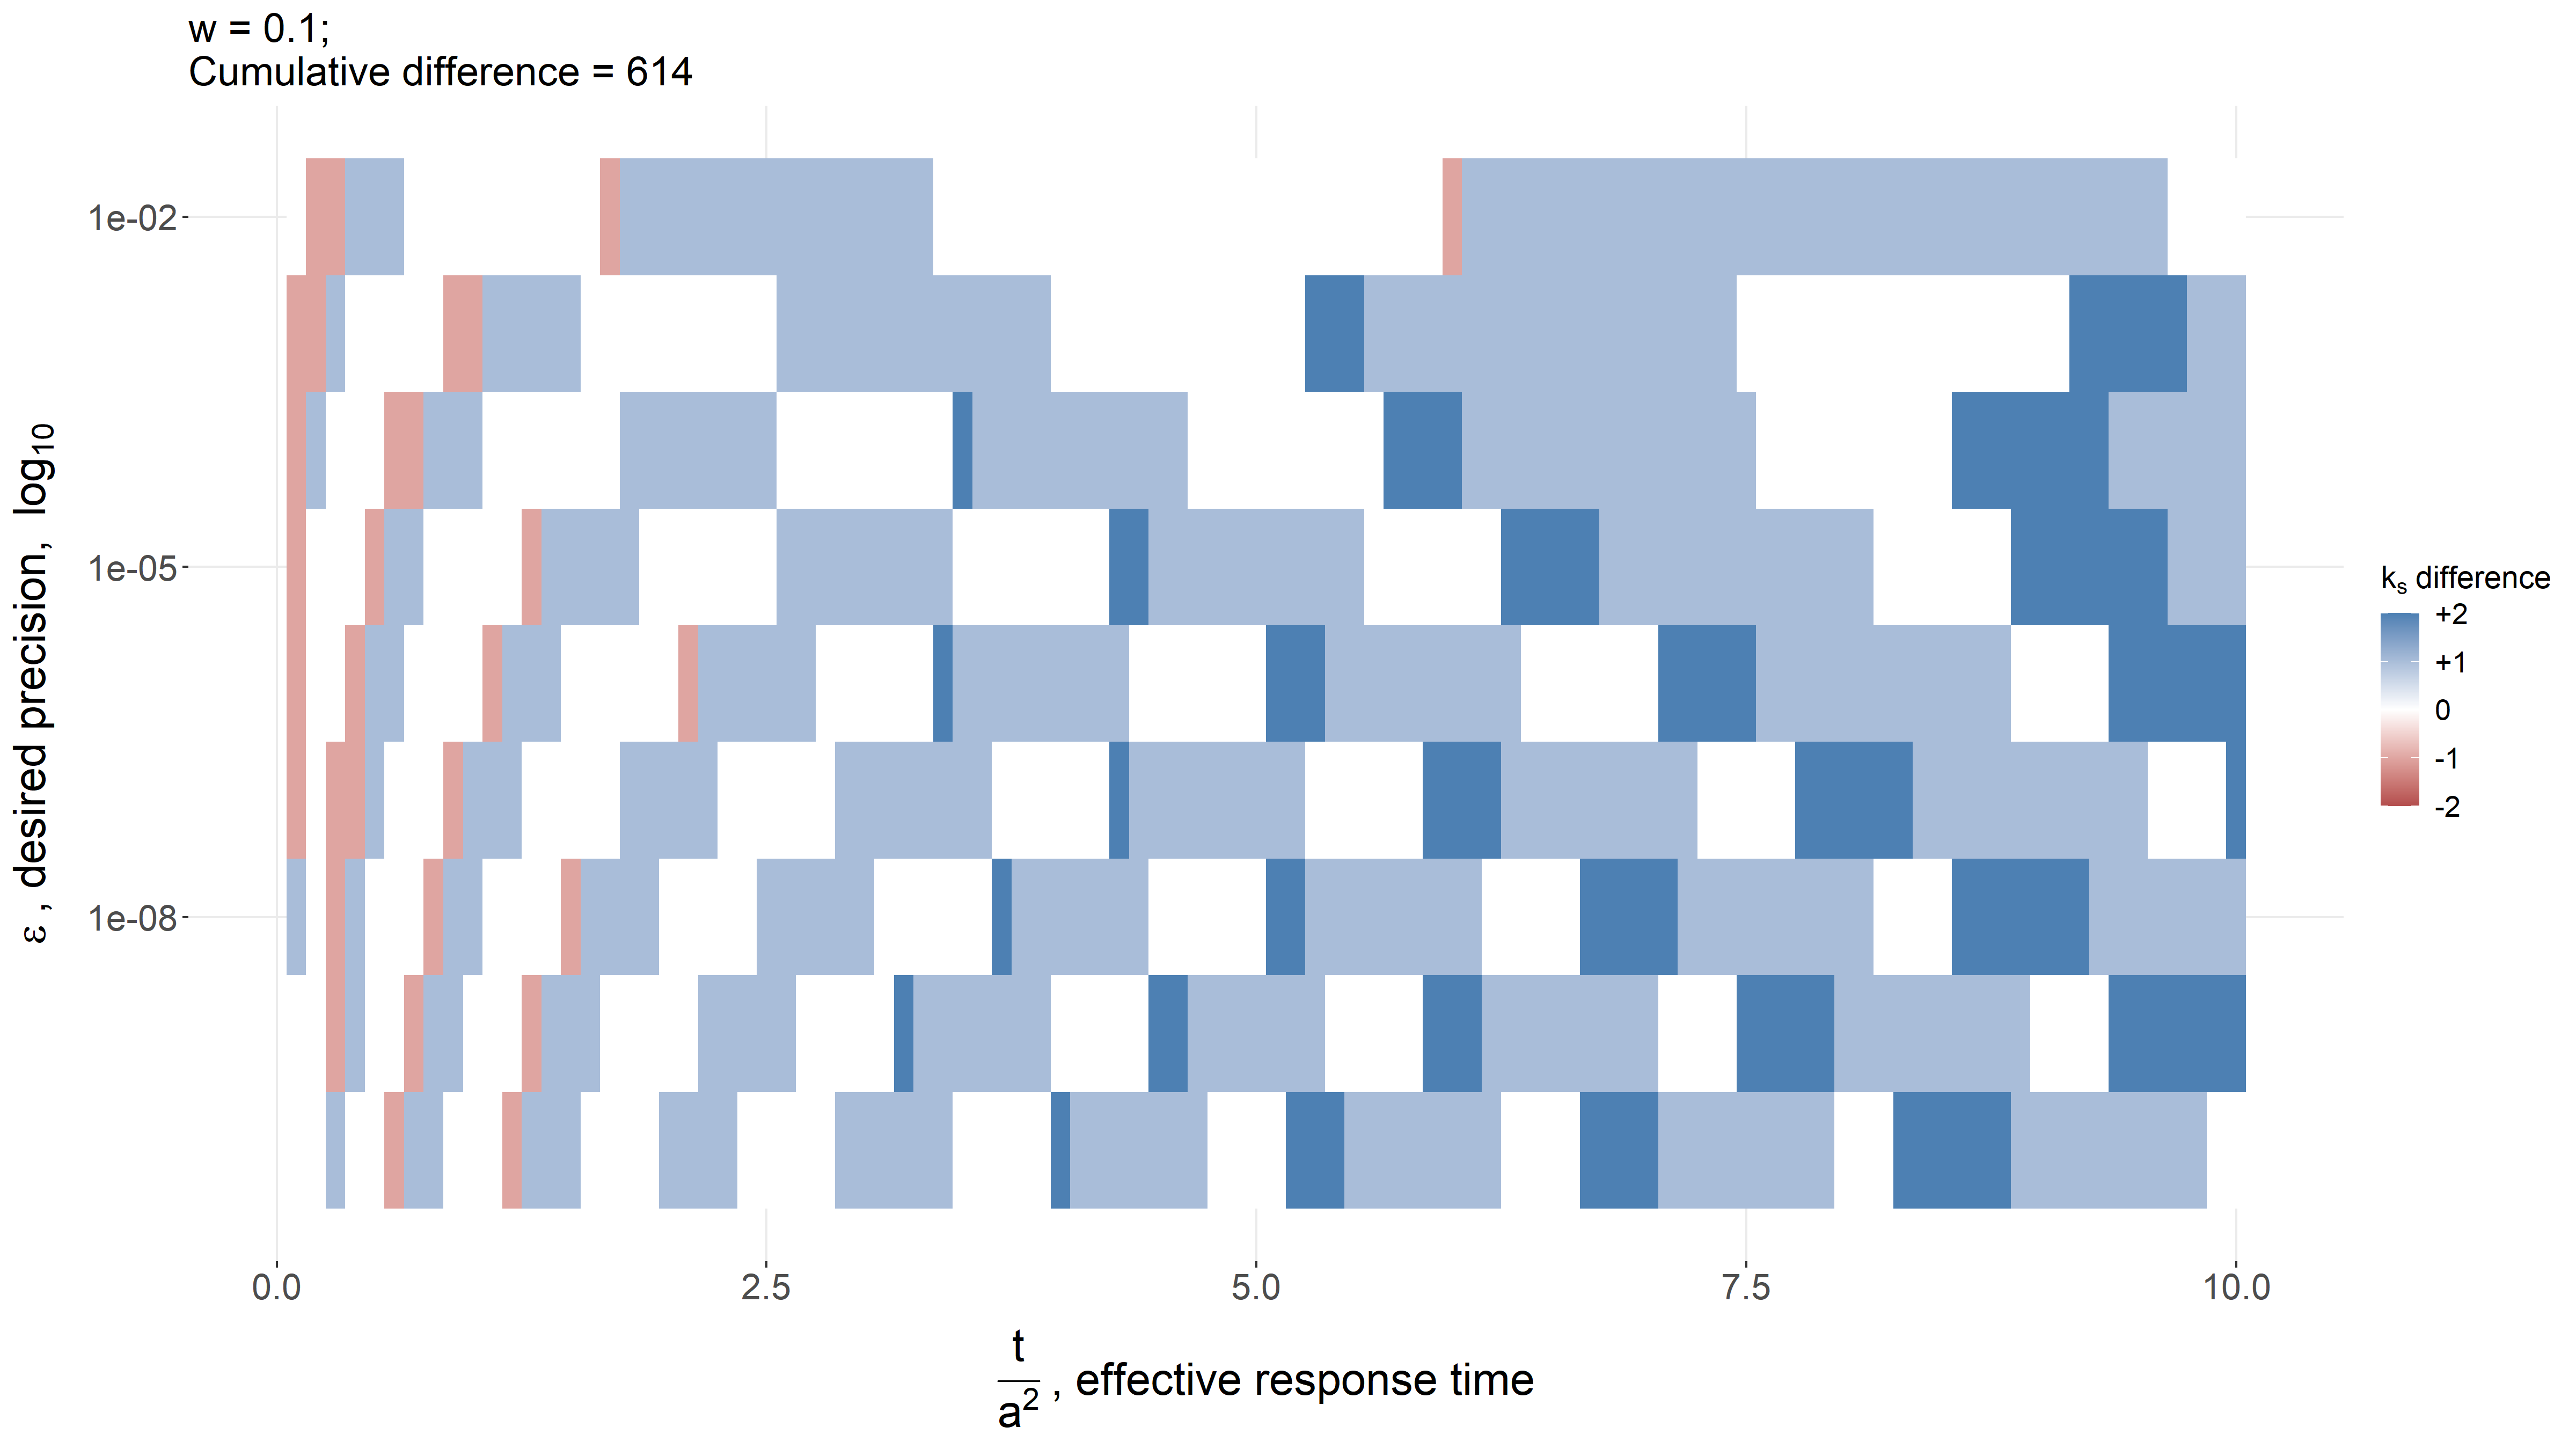 w = 0.1;
Cumulative difference = 614
ε , desired precision, log₁₀
1e-02
1e-05
1e-08
0.0 2.5 5.0 7.5 10.0
t/a² , effective response time
kₛ difference
+2
+1
0
-1
-2